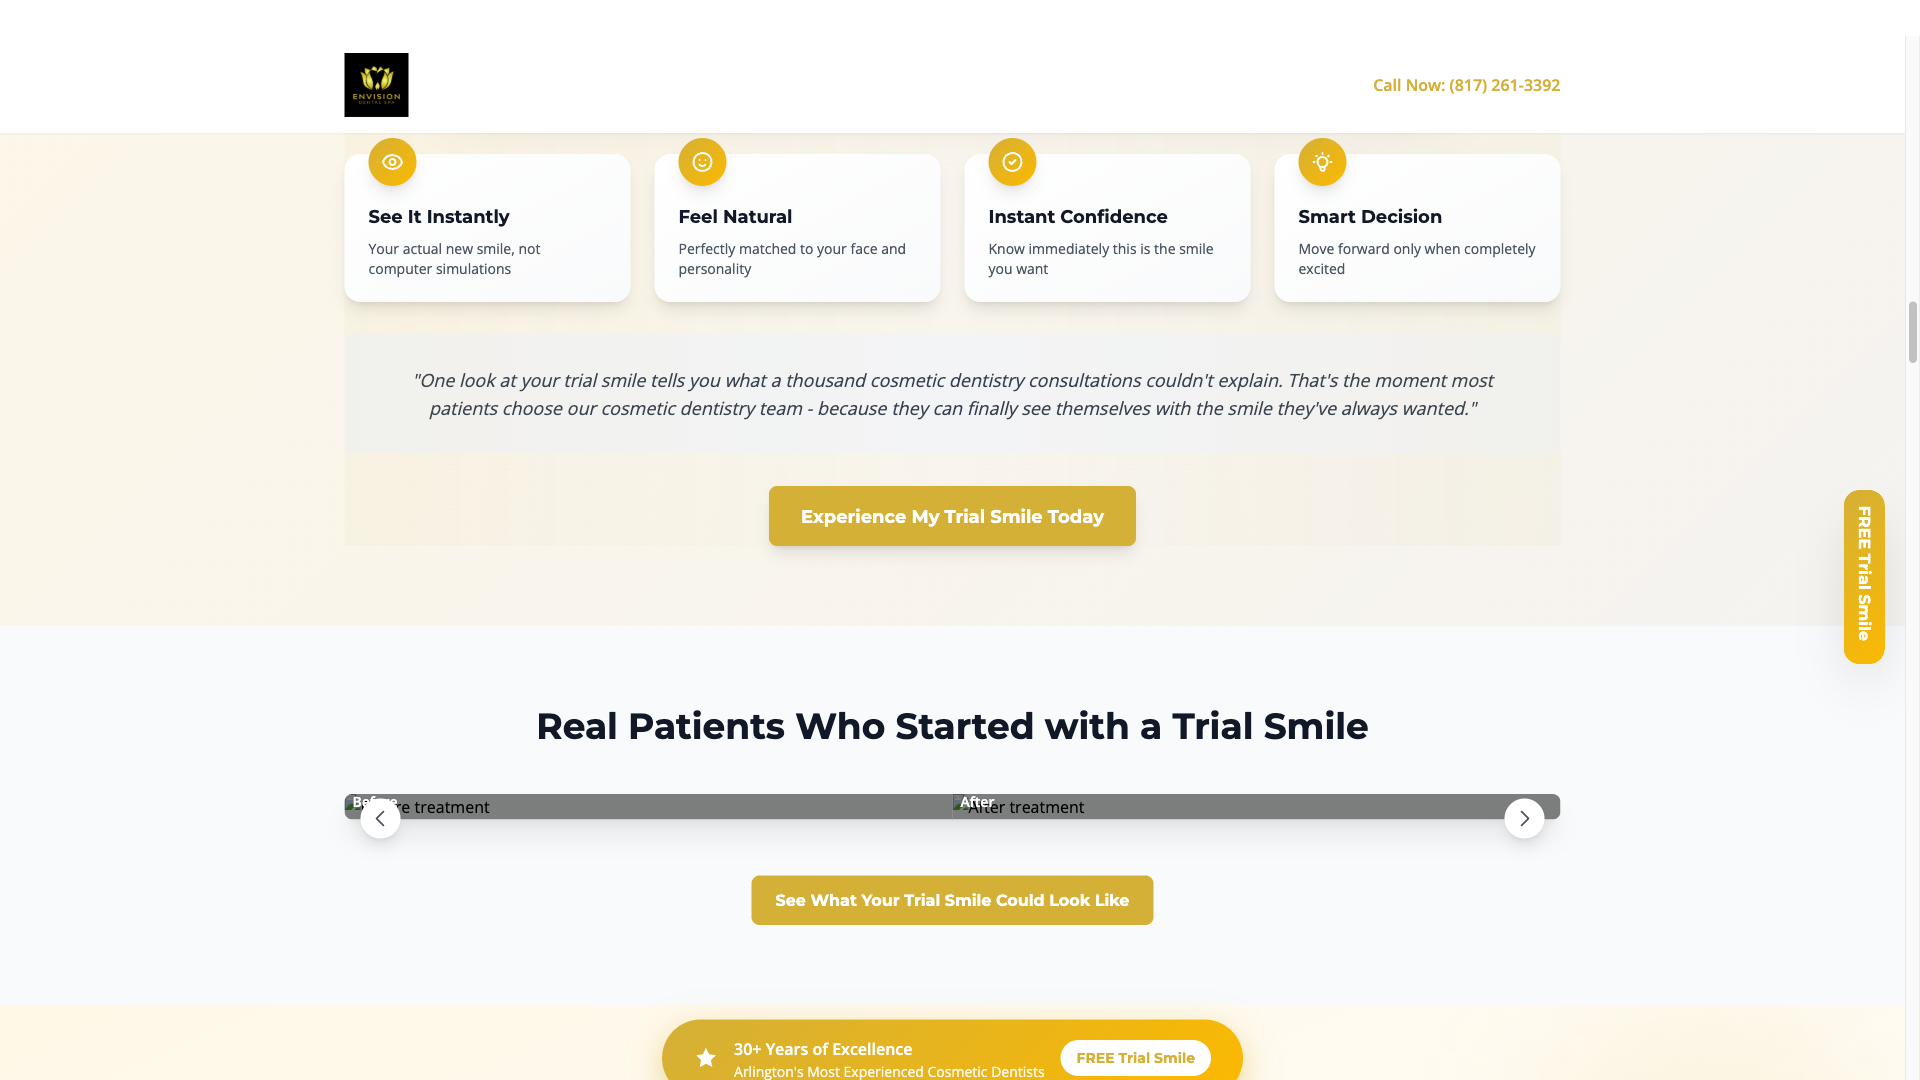 ENVISION
DENTAL SPA
Call Now: (817) 261-3392
See It Instantly
Your actual new smile, not
computer simulations
Feel Natural
Perfectly matched to your face and
personality
Instant Confidence
Know immediately this is the smile
you want
Smart Decision
Move forward only when completely
excited
"One look at your trial smile tells you what a thousand cosmetic dentistry consultations couldn't explain. That's the moment most
patients choose our cosmetic dentistry team - because they can finally see themselves with the smile they've always wanted."
Experience My Trial Smile Today
FREE Trial Smile
Real Patients Who Started with a Trial Smile
treatment
After
After treatment
See What Your Trial Smile Could Look Like
30+ Years of Excellence
Arlington's Most Experienced Cosmetic Dentists
FREE Trial Smile